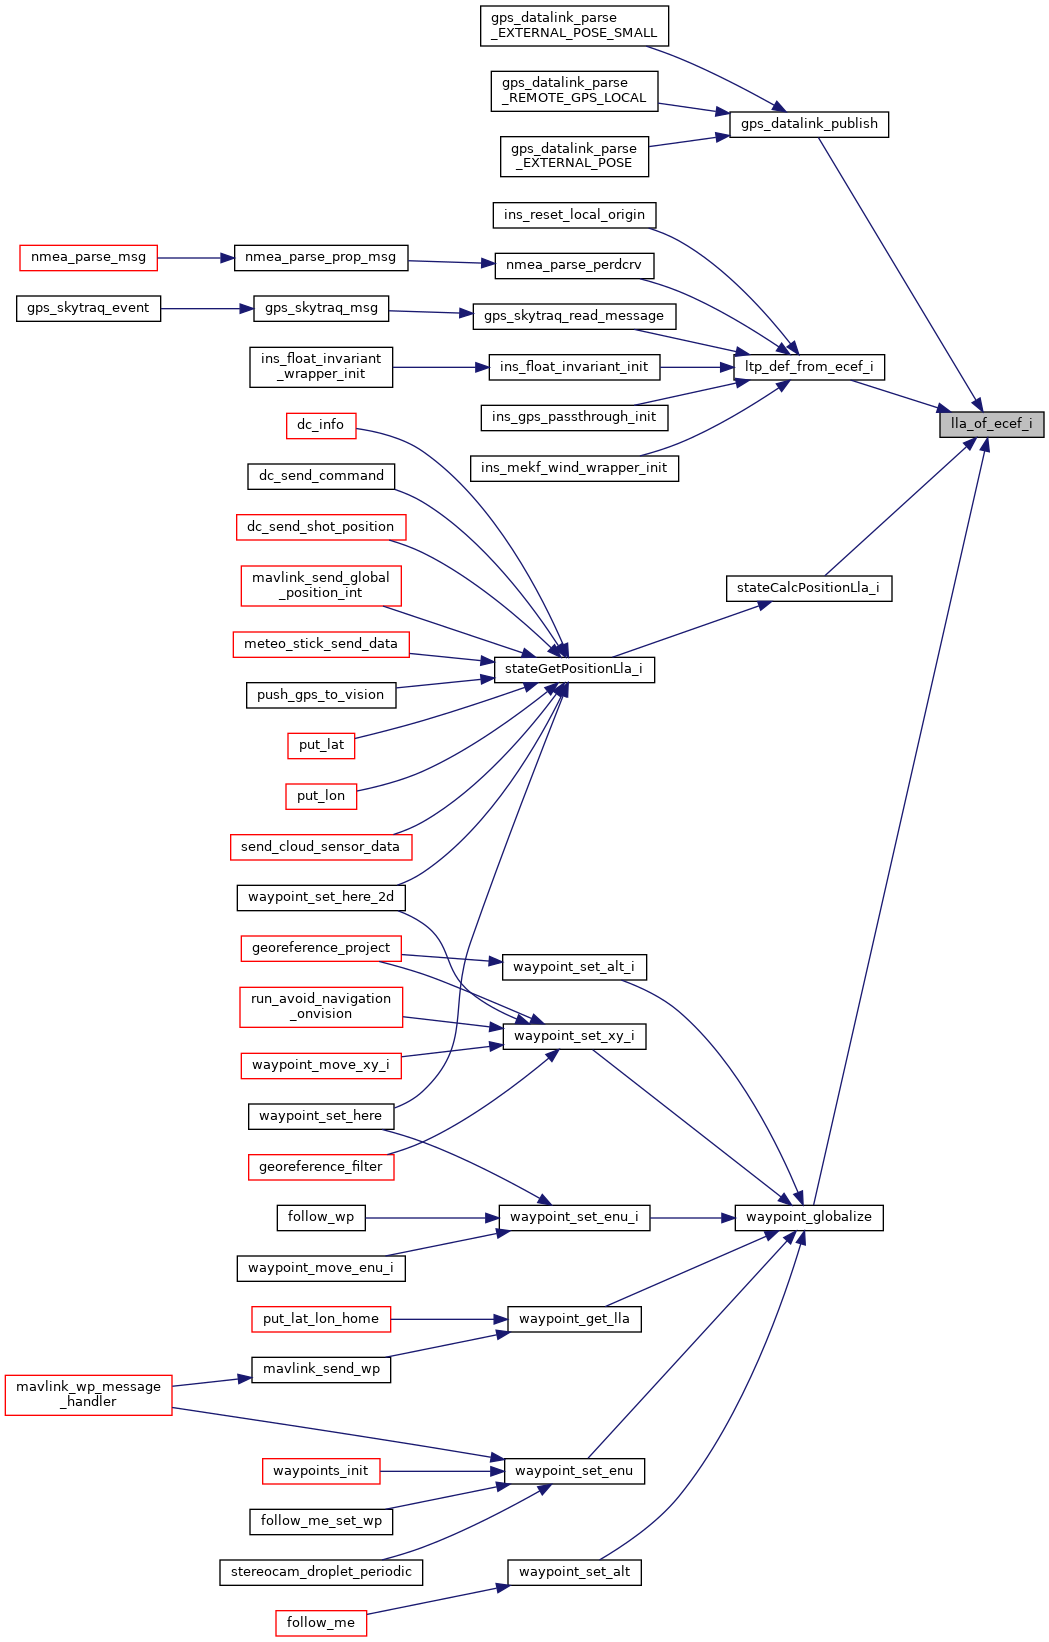 gps_datalink_parse
_EXTERNAL_POSE_SMALL
gps_datalink_parse
_REMOTE_GPS_LOCAL
gps_datalink_publish
gps_datalink_parse
_EXTERNAL_POSE
ins_reset_local_origin
nmea_parse_msg
nmea_parse_prop_msg
nmea_parse_perdcrv
gps_skytraq_event
gps_skytraq_msg
gps_skytraq_read_message
ins_float_invariant
_wrapper_init
ins_float_invariant_init
ltp_def_from_ecef_i
ins_gps_passthrough_init
lla_of_ecef_i
dc_info
ins_mekf_wind_wrapper_init
dc_send_command
dc_send_shot_position
mavlink_send_global
_position_int
stateCalcPositionLla_i
meteo_stick_send_data
stateGetPositionLla_i
push_gps_to_vision
put_lat
put_lon
send_cloud_sensor_data
waypoint_set_here_2d
georeference_project
waypoint_set_alt_i
run_avoid_navigation
_onvision
waypoint_set_xy_i
waypoint_move_xy_i
waypoint_set_here
georeference_filter
follow_wp
waypoint_set_enu_i
waypoint_globalize
waypoint_move_enu_i
put_lat_lon_home
waypoint_get_lla
mavlink_send_wp
mavlink_wp_message
_handler
waypoints_init
waypoint_set_enu
follow_me_set_wp
stereocam_droplet_periodic
waypoint_set_alt
follow_me